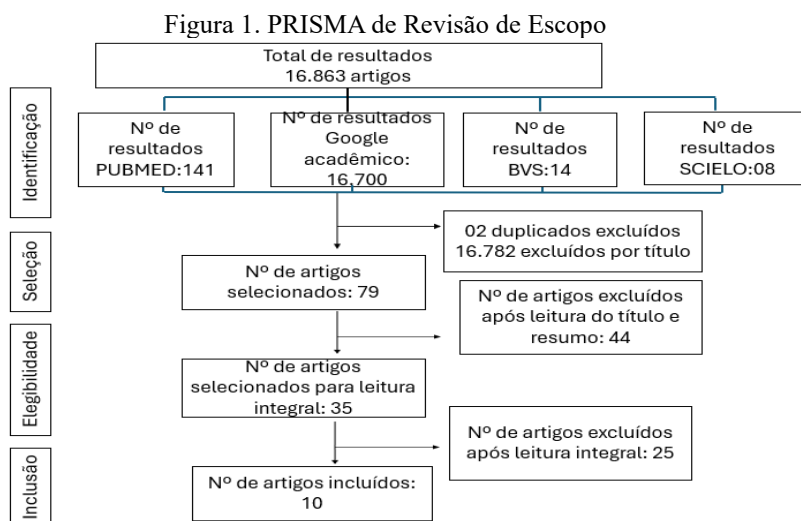 Figura 1. PRISMA de Revisão de Escopo
Total de resultados
16.863 artigos
Identificação
Nº de
resultados
PUBMED:141
Nº de resultados
Google
acadêmico:
16,700
Nº de
resultados
BVS:14
Nº de
resultados
SCIELO:08
02 duplicados excluídos
16.782 excluídos por título
Seleção
Nº de artigos
selecionados: 79
Nº de artigos excluídos
após leitura do título e
resumo: 44
Elegibilidade
Nº de artigos
selecionados para leitura
integral: 35
Nº de artigos excluídos
após leitura integral: 25
Inclusão
Nº de artigos incluídos:
10